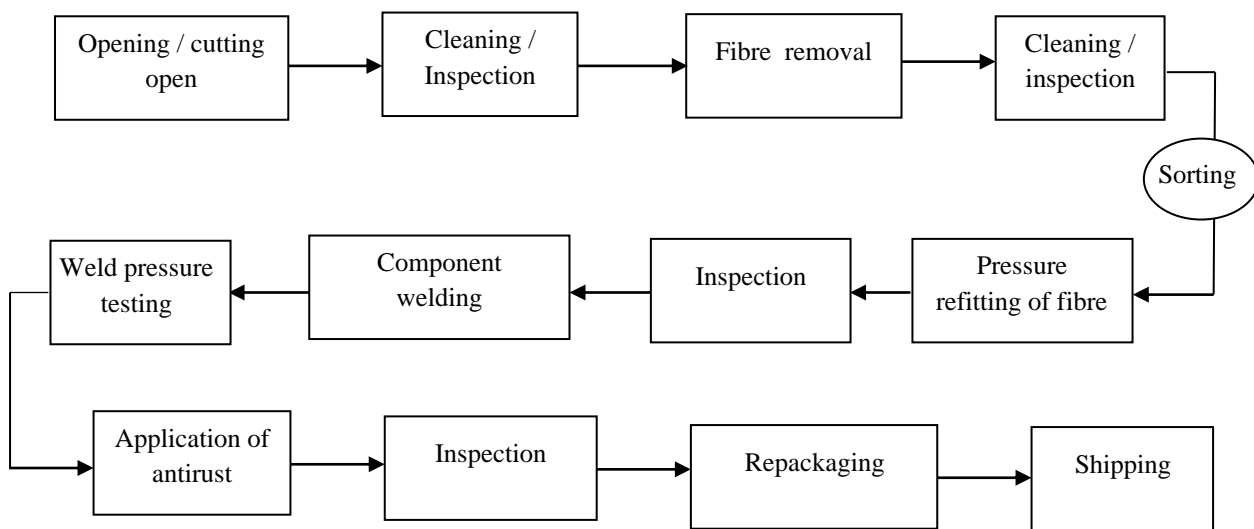 Opening / cutting
open
Cleaning /
Inspection
Fibre removal
Cleaning /
inspection
Sorting
Pressure
refitting of fibre
Inspection
Component
welding
Weld pressure
testing
Application of
antirust
Inspection
Repackaging
Shipping